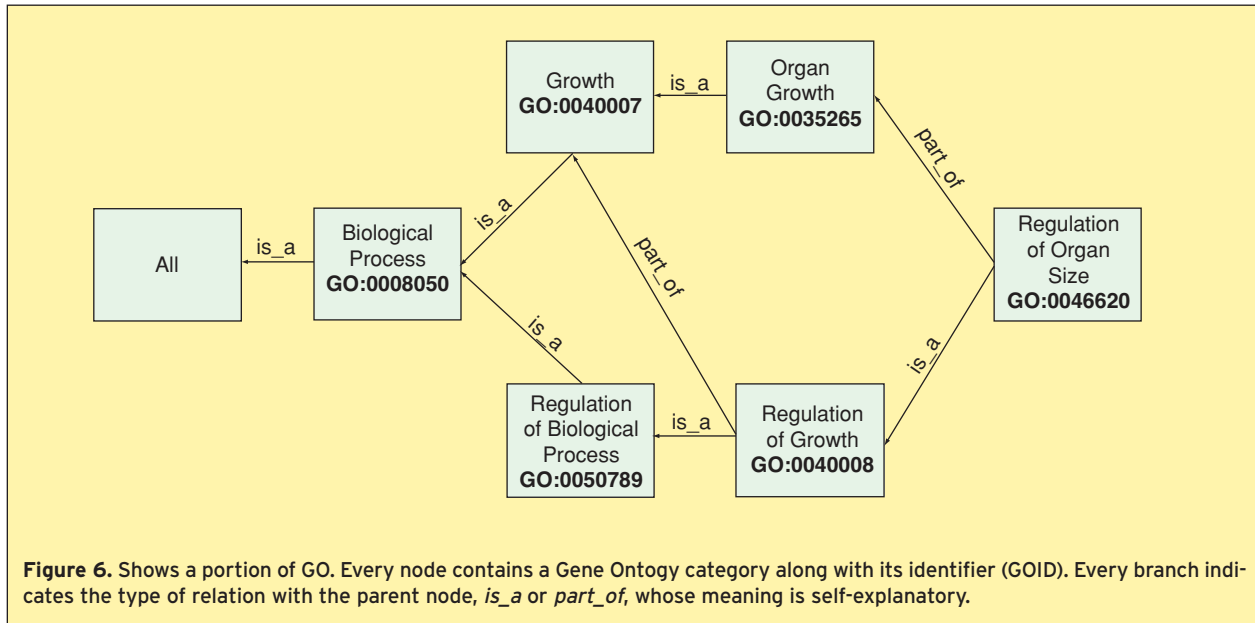 Growth
GO:0040007
is_a
Organ
Growth
GO:0035265
part_of
is_a
part_of
All
is_a
Biological
Process
GO:0008050
Regulation
of Organ
Size
GO:0046620
is_a
is_a
Regulation
of Biological
Process
GO:0050789
is_a
Regulation
of Growth
GO:0040008
Figure 6. Shows a portion of GO. Every node contains a Gene Ontogy category along with its identifier (GOID). Every branch indi-
cates the type of relation with the parent node, is_a or part_of, whose meaning is self-explanatory.